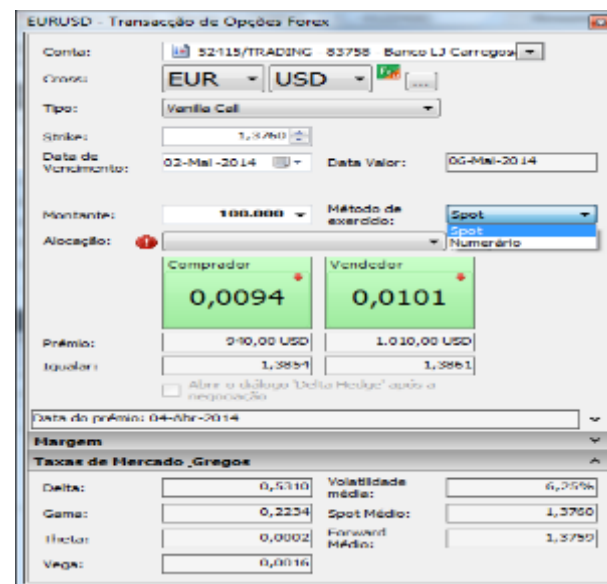 EURUSD - Transacção de Opções Forex
Conta: 52415/TRADING 83758 Banco LJ Carregosa
Cross: EUR USD ...
Tipo: Vanilla Call
Strike: 1,3760
Data de Vencimento: 02-Mai-2014 Data Valor: 06-Mai-2014
Montante: 100.000 Método de exercício: Spot
Spot
Alocação: Numerário
Comprador Vendedor
0,0094 0,0101
Prémio: 940,00 USD 1.010,00 USD
Igualar: 1,3854 1,3861
Abrir o diálogo 'Delta Hedge' após a negociação
Data do prémio: 04-Abr-2014
Margem
Taxas de Mercado_Gregos
Delta: 0,5310 Volatilidade média: 6,25%
Gama: 0,2234 Spot Médio: 1,3760
Theta: 0,0002 Forward Médio: 1,3759
Vega: 0,0016